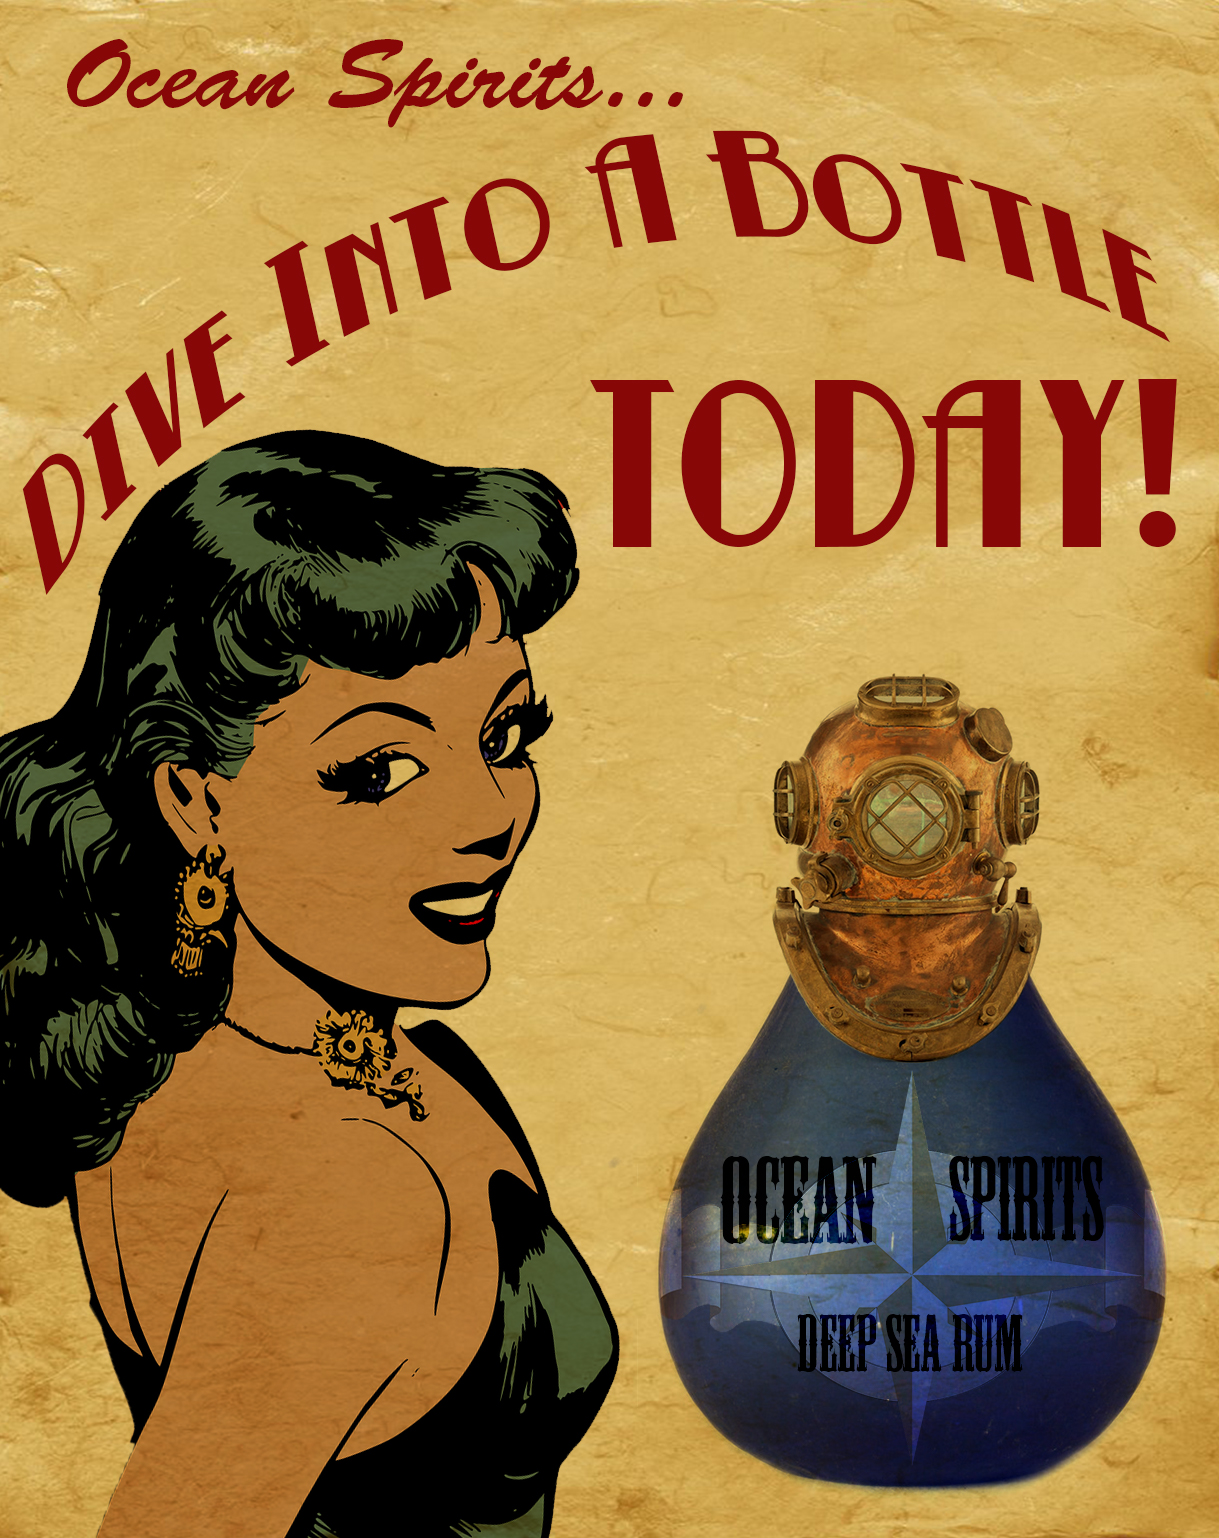 Ocean Spirits...
Dive Into A Bottle
TODAY!
OCEAN SPIRITS
DEEP SEA RUM